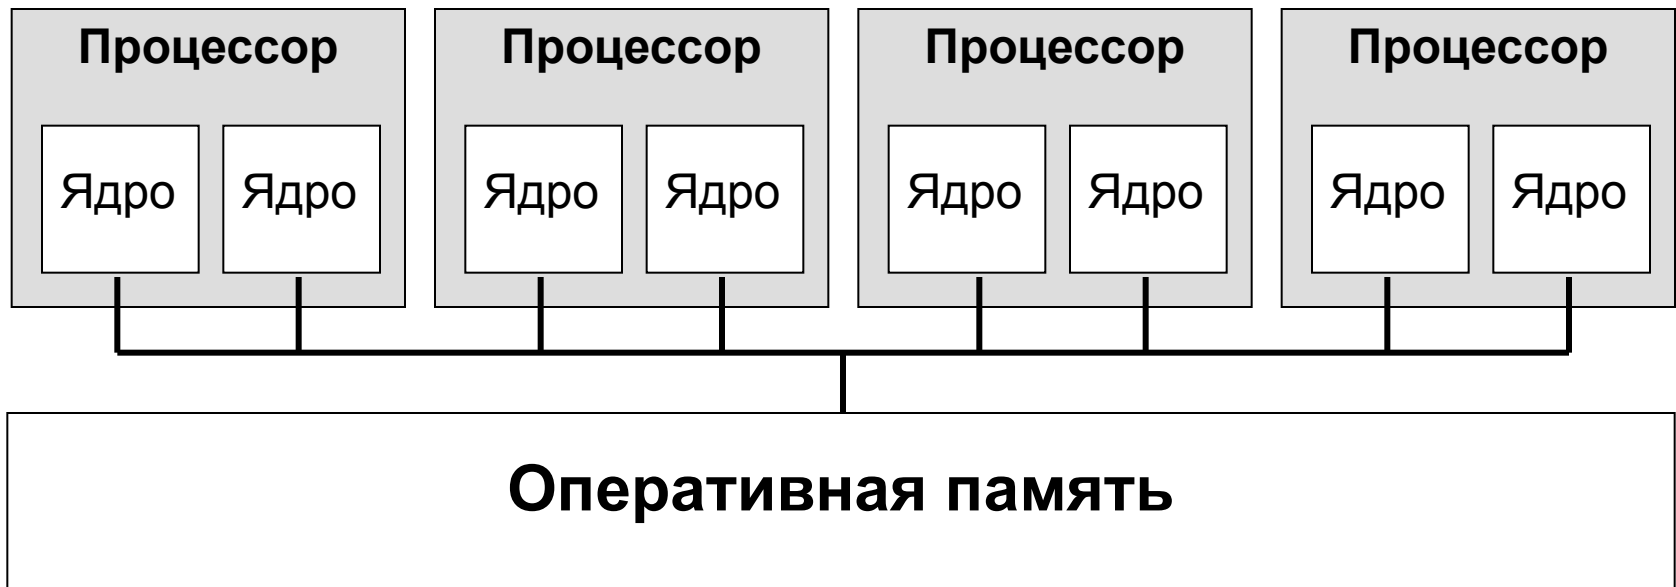 Процессор Процессор Процессор Процессор
Ядро Ядро Ядро Ядро Ядро Ядро Ядро Ядро
Оперативная память